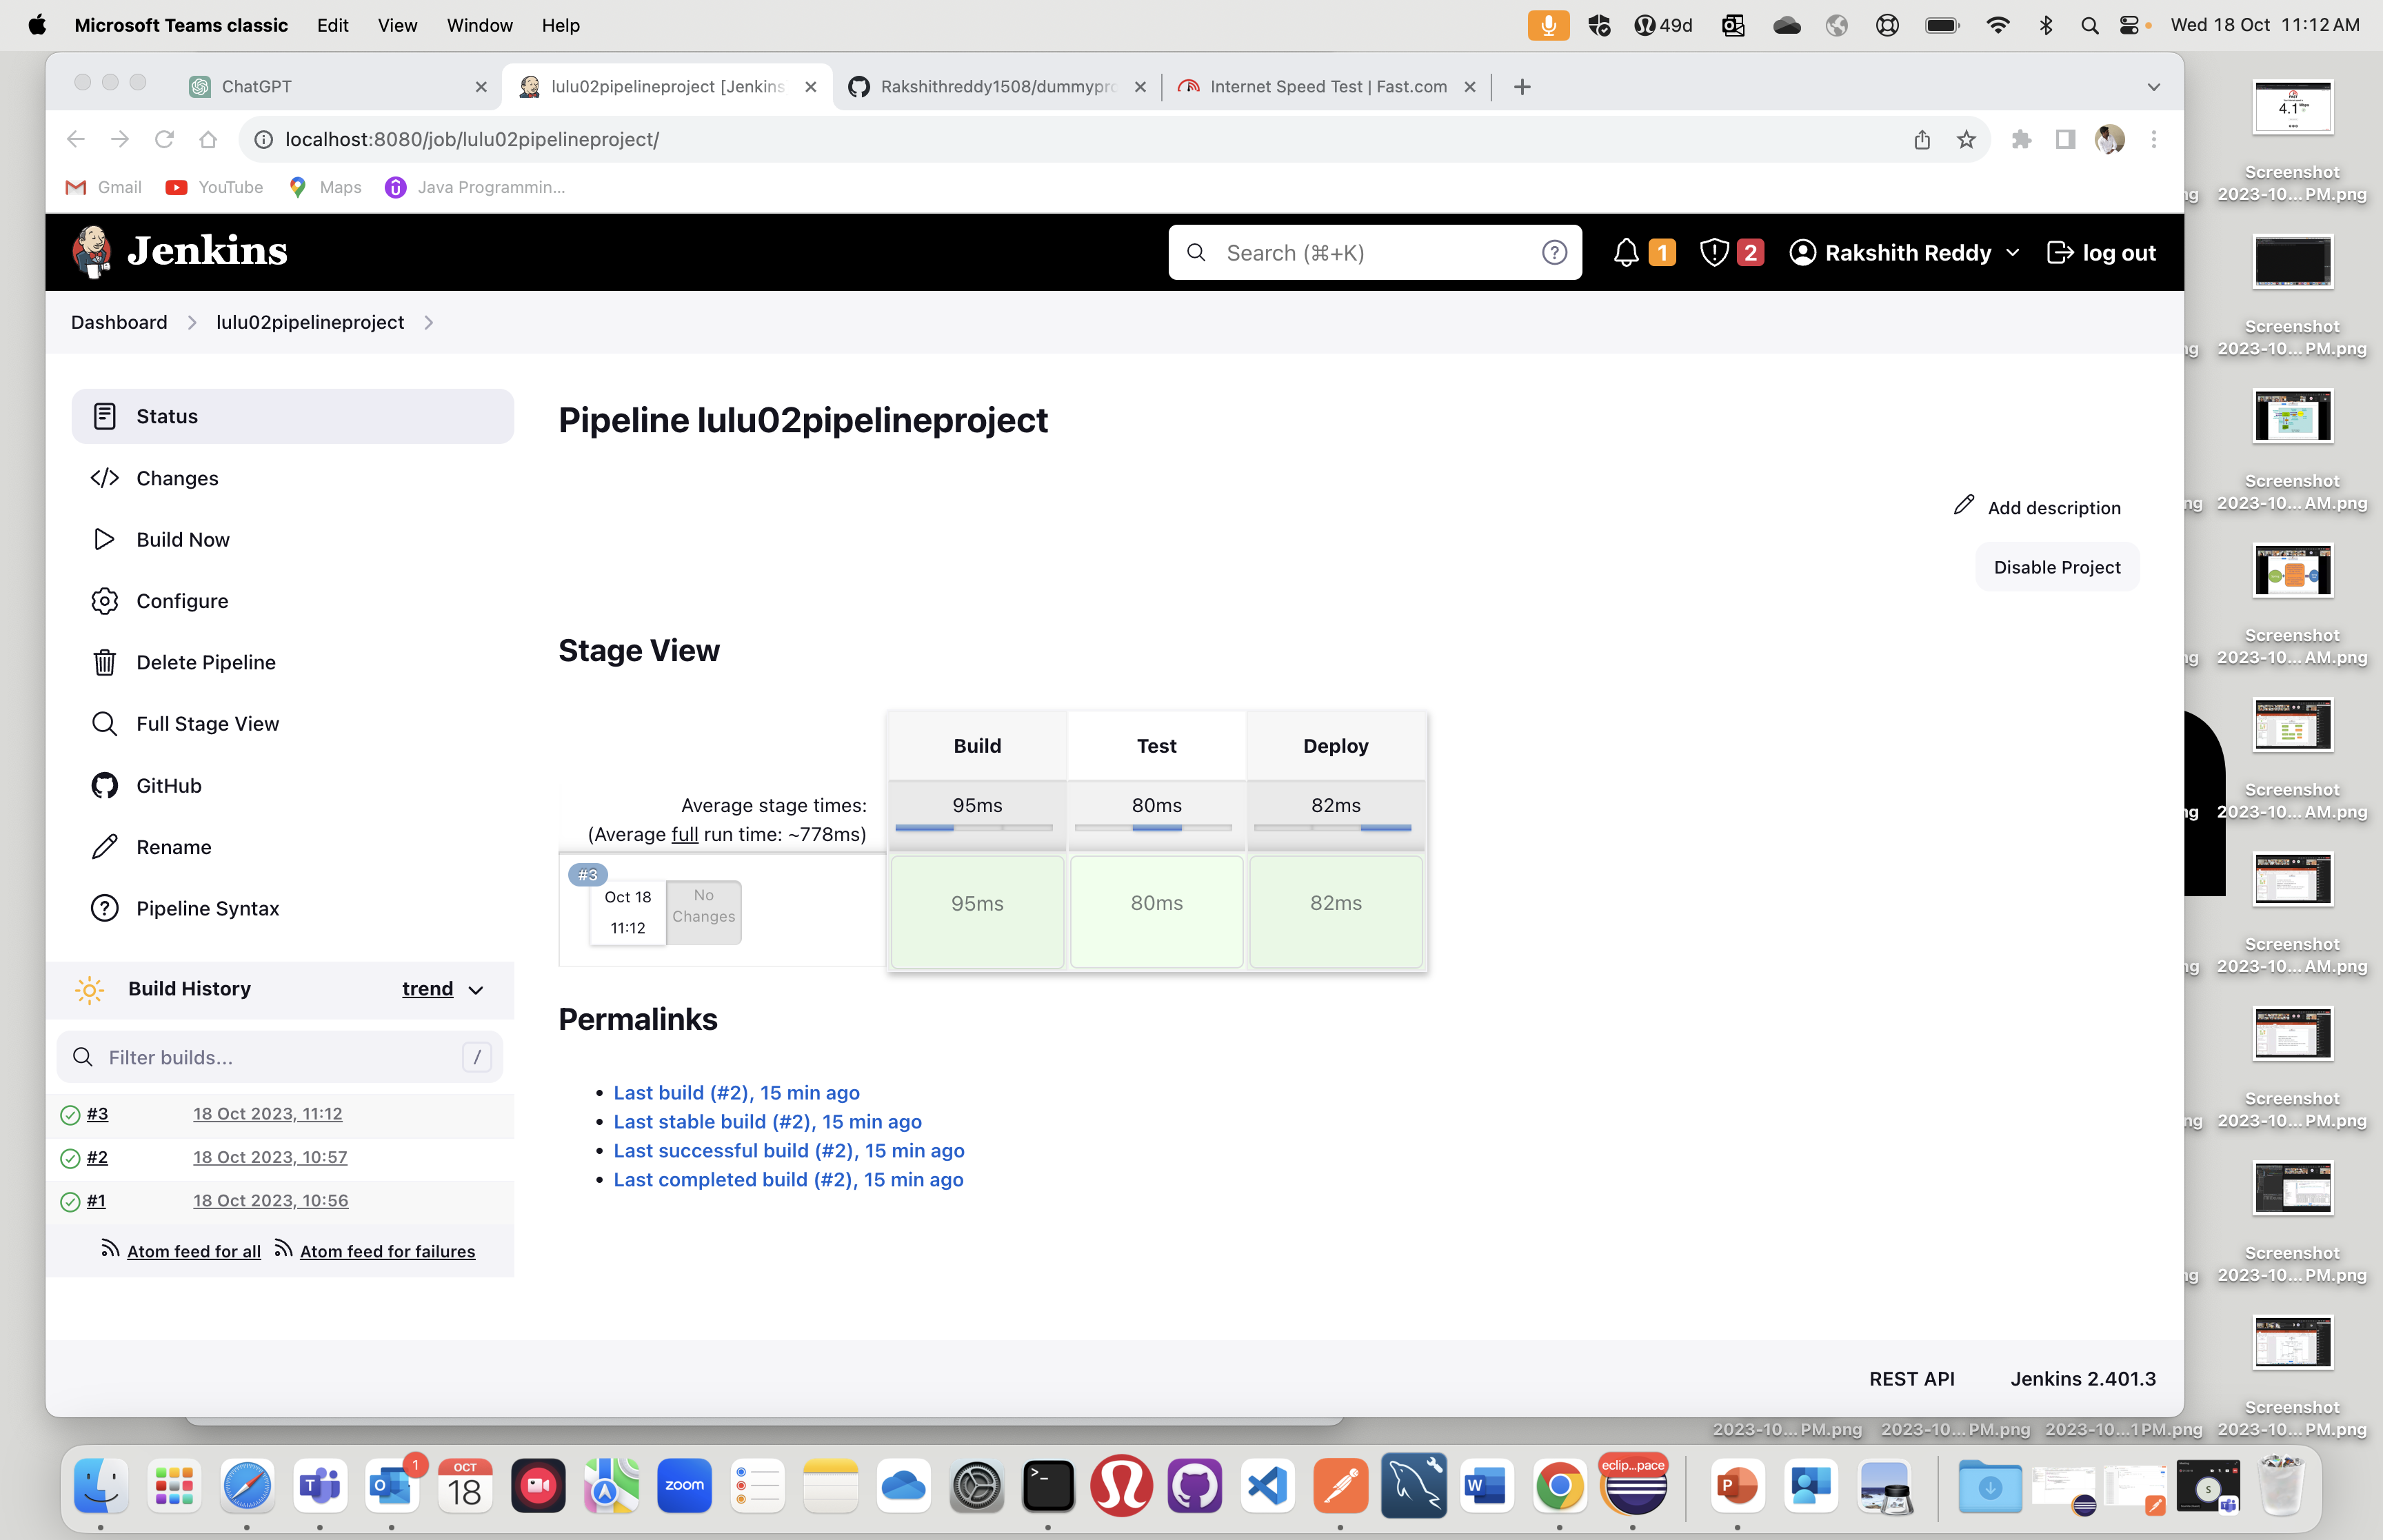 Microsoft Teams classic Edit View Window Help 49d Wed 18 Oct 11:12 AM
ChatGPT lulu02pipelineproject [Jenkins Rakshithreddy1508/dummypr Internet Speed Test | Fast.com
localhost:8080/job/lulu02pipelineproject/
Gmail YouTube Maps Java Programmin...
Jenkins Search (⌘+K) 1 2 Rakshith Reddy log out
Dashboard lulu02pipelineproject
Status
Changes
Build Now
Configure
Delete Pipeline
Full Stage View
GitHub
Rename
Pipeline Syntax
Build History trend
Filter builds... /
#3 18 Oct 2023, 11:12
#2 18 Oct 2023, 10:57
#1 18 Oct 2023, 10:56
Atom feed for all Atom feed for failures
Pipeline lulu02pipelineproject
Add description
Disable Project
Stage View
Build Test Deploy
Average stage times: 95ms 80ms 82ms
(Average full run time: ~778ms)
#3
Oct 18 No
Changes
11:12
95ms 80ms 82ms
Permalinks
Last build (#2), 15 min ago
Last stable build (#2), 15 min ago
Last successful build (#2), 15 min ago
Last completed build (#2), 15 min ago
REST API Jenkins 2.401.3
4.1
Screenshot
2023-10...PM.png
Screenshot
2023-10...PM.png
Screenshot
2023-10...AM.png
Screenshot
2023-10...AM.png
Screenshot
2023-10...AM.png
Screenshot
2023-10...AM.png
Screenshot
2023-10...PM.png
Screenshot
2023-10...PM.png
Screenshot
2023-10...PM.png
2023-10...PM.png 2023-10...PM.png 2023-10...1PM.png
1 OCT
18
zoom
eclip...pace